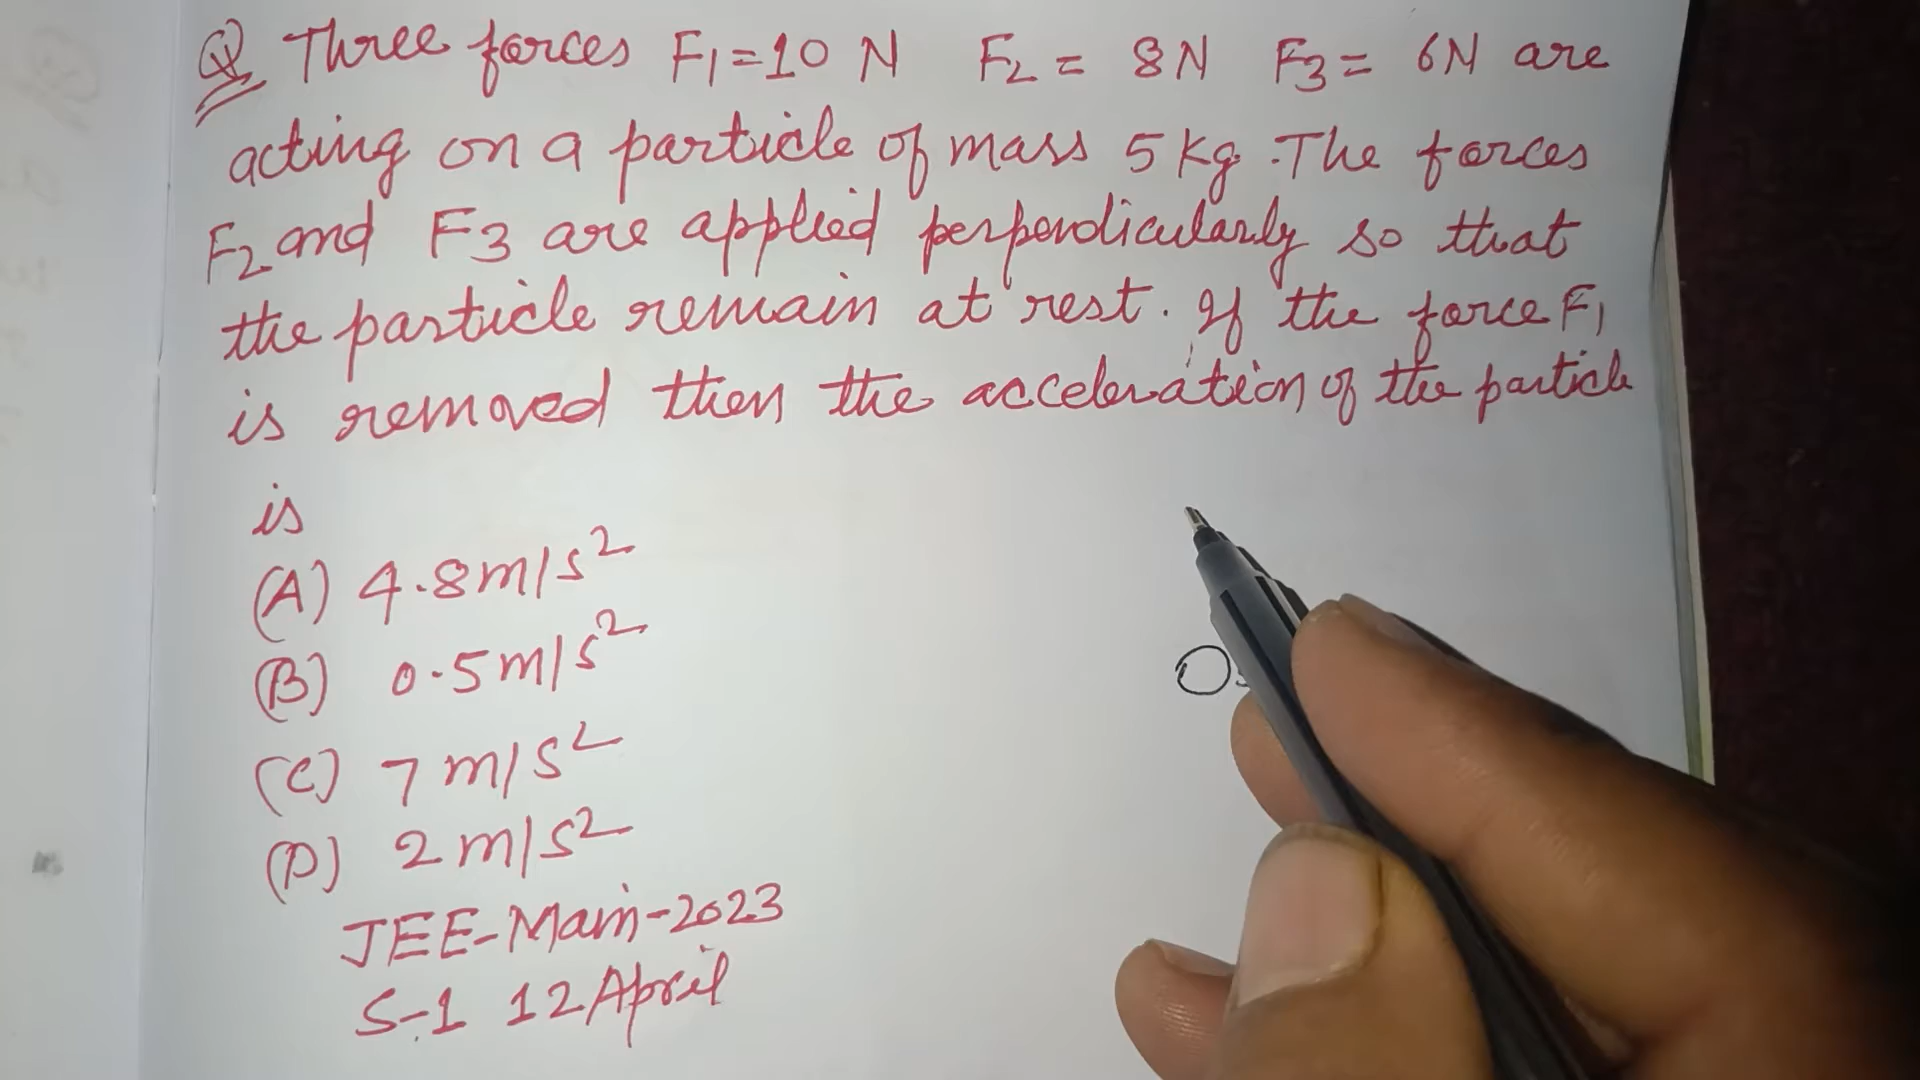 Q Three forces F1=10 N F2= 8N F3= 6N are
acting on a particle of mass 5 kg. The forces
F2 and F3 are applied perpendicularly so that
the particle remain at rest. If the force F1
is removed then the acceleration of the particle
is
(A) 4.8m/s²
(B) 0.5m/s²
(C) 7 m/s²
(D) 2 m/s²
JEE-Main-2023
S-1 12 April